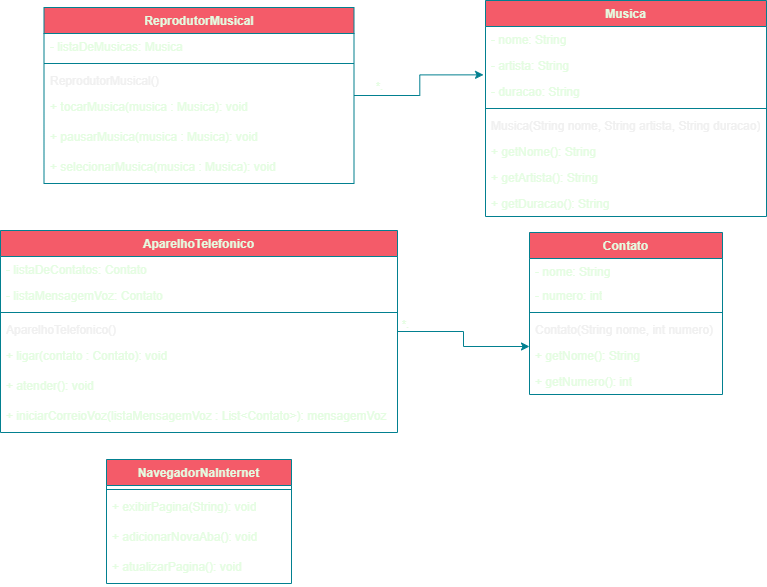 ReprodutorMusical
- listaDeMusicas: Musica
ReprodutorMusical()
+ tocarMusica(musica : Musica): void
+ pausarMusica(musica : Musica): void
+ selecionarMusica(musica : Musica): void
*
Musica
- nome: String
- artista: String
- duracao: String
Musica(String nome, String artista, String duracao)
+ getNome(): String
+ getArtista(): String
+ getDuracao(): String
AparelhoTelefonico
- listaDeContatos: Contato
- listaMensagemVoz: Contato
AparelhoTelefonico()
+ ligar(contato : Contato): void
+ atender(): void
+ iniciarCorreioVoz(listaMensagemVoz : List<Contato>): mensagemVoz
*
Contato
- nome: String
- numero: int
Contato(String nome, int numero)
+ getNome(): String
+ getNumero(): int
NavegadorNaInternet
+ exibirPagina(String): void
+ adicionarNovaAba(): void
+ atualizarPagina(): void